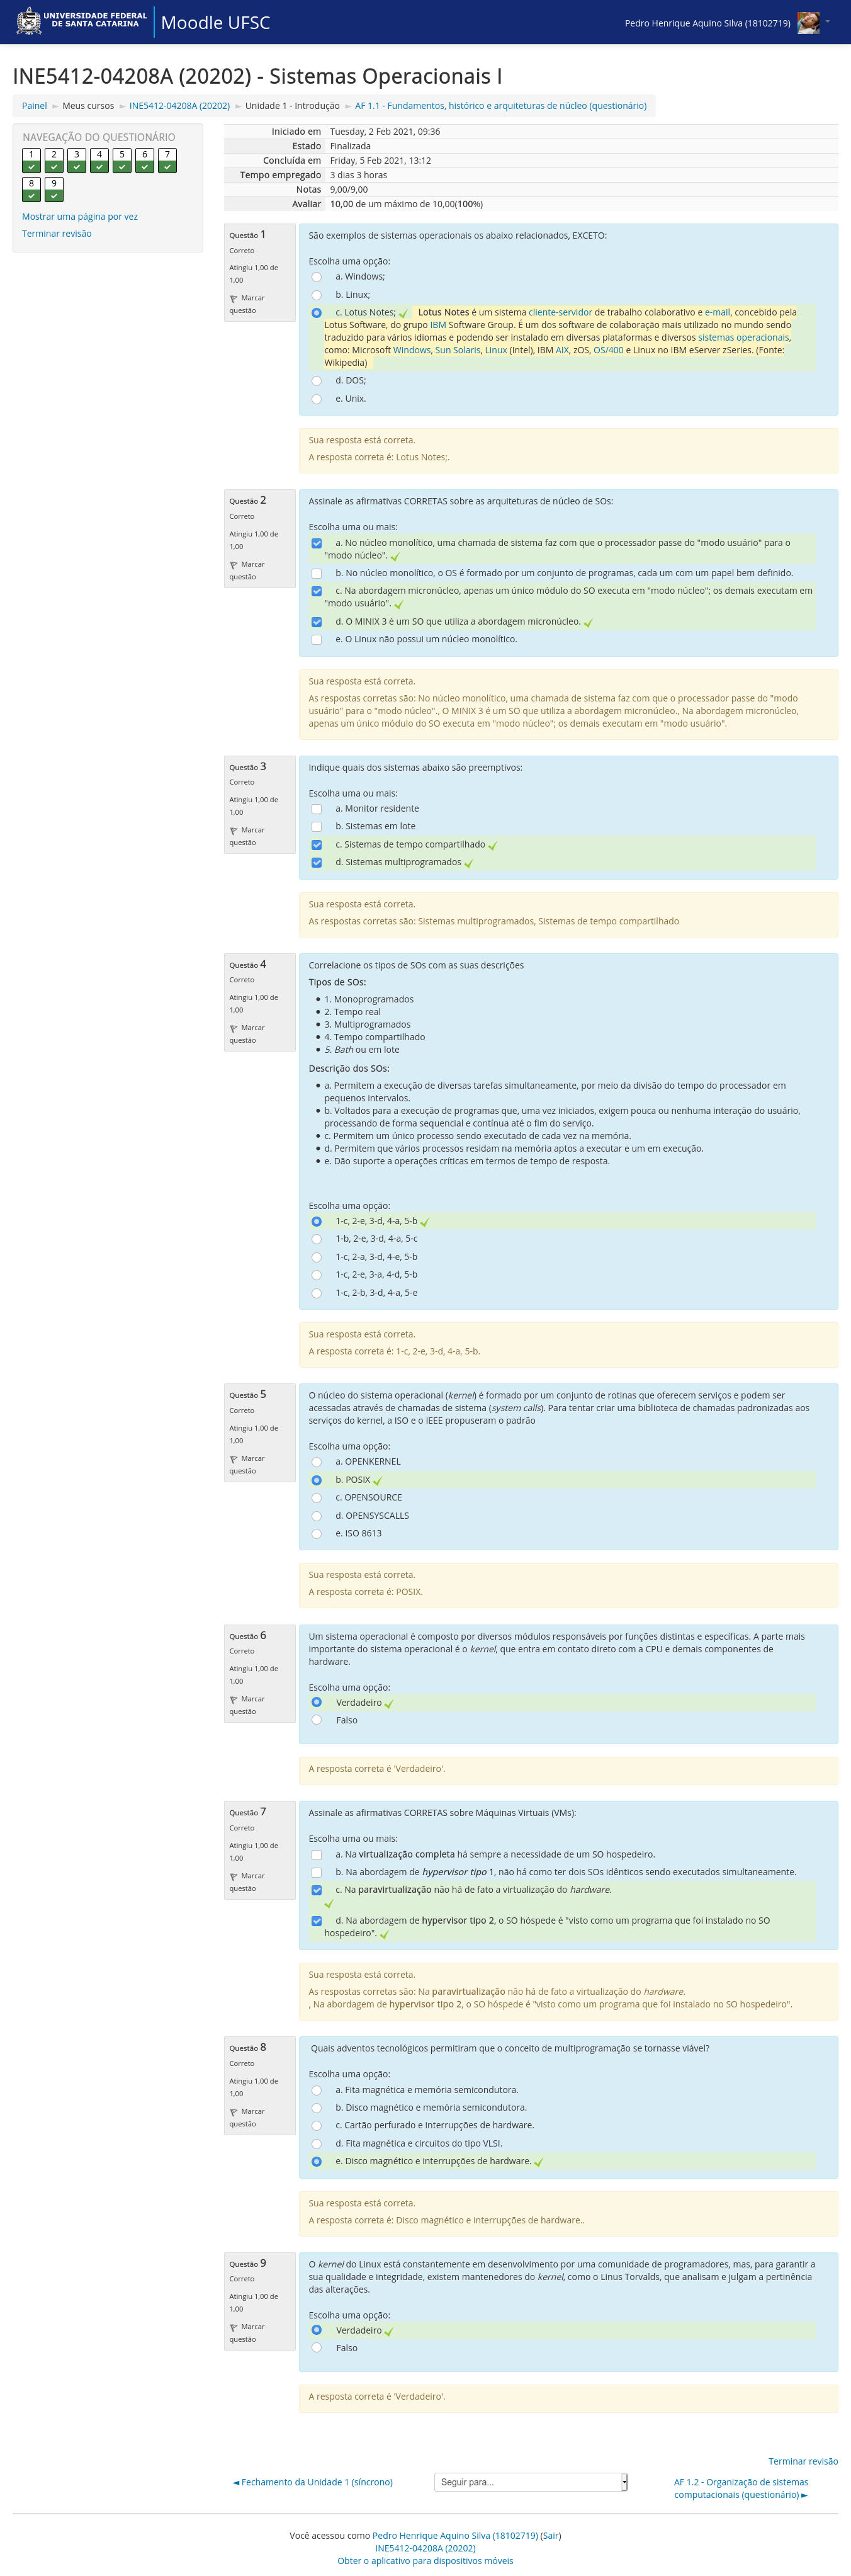 UNIVERSIDADE FEDERAL
DE SANTA CATARINA
Moodle UFSC
Pedro Henrique Aquino Silva (18102719)
INE5412-04208A (20202) - Sistemas Operacionais I
Painel ► Meus cursos ► INE5412-04208A (20202) ► Unidade 1 - Introdução ► AF 1.1 - Fundamentos, histórico e arquiteturas de núcleo (questionário)
NAVEGAÇÃO DO QUESTIONÁRIO
1 2 3 4 5 6 7
8 9
Mostrar uma página por vez
Terminar revisão
Iniciado em Tuesday, 2 Feb 2021, 09:36
Estado Finalizada
Concluída em Friday, 5 Feb 2021, 13:12
Tempo empregado 3 dias 3 horas
Notas 9,00/9,00
Avaliar 10,00 de um máximo de 10,00(100%)
Questão 1
Correto
Atingiu 1,00 de
1,00
Marcar
questão
São exemplos de sistemas operacionais os abaixo relacionados, EXCETO:
Escolha uma opção:
a. Windows;
b. Linux;
c. Lotus Notes; Lotus Notes é um sistema cliente-servidor de trabalho colaborativo e e-mail, concebido pela
Lotus Software, do grupo IBM Software Group. É um dos software de colaboração mais utilizado no mundo sendo
traduzido para vários idiomas e podendo ser instalado em diversas plataformas e diversos sistemas operacionais,
como: Microsoft Windows, Sun Solaris, Linux (Intel), IBM AIX, zOS, OS/400 e Linux no IBM eServer zSeries. (Fonte:
Wikipedia)
d. DOS;
e. Unix.
Sua resposta está correta.
A resposta correta é: Lotus Notes;.
Questão 2
Correto
Atingiu 1,00 de
1,00
Marcar
questão
Assinale as afirmativas CORRETAS sobre as arquiteturas de núcleo de SOs:
Escolha uma ou mais:
a. No núcleo monolítico, uma chamada de sistema faz com que o processador passe do "modo usuário" para o
"modo núcleo".
b. No núcleo monolítico, o OS é formado por um conjunto de programas, cada um com um papel bem definido.
c. Na abordagem micronúcleo, apenas um único módulo do SO executa em "modo núcleo"; os demais executam em
"modo usuário".
d. O MINIX 3 é um SO que utiliza a abordagem micronúcleo.
e. O Linux não possui um núcleo monolítico.
Sua resposta está correta.
As respostas corretas são: No núcleo monolítico, uma chamada de sistema faz com que o processador passe do "modo
usuário" para o "modo núcleo"., O MINIX 3 é um SO que utiliza a abordagem micronúcleo., Na abordagem micronúcleo,
apenas um único módulo do SO executa em "modo núcleo"; os demais executam em "modo usuário".
Questão 3
Correto
Atingiu 1,00 de
1,00
Marcar
questão
Indique quais dos sistemas abaixo são preemptivos:
Escolha uma ou mais:
a. Monitor residente
b. Sistemas em lote
c. Sistemas de tempo compartilhado
d. Sistemas multiprogramados
Sua resposta está correta.
As respostas corretas são: Sistemas multiprogramados, Sistemas de tempo compartilhado
Questão 4
Correto
Atingiu 1,00 de
1,00
Marcar
questão
Correlacione os tipos de SOs com as suas descrições
Tipos de SOs:
• 1. Monoprogramados
• 2. Tempo real
• 3. Multiprogramados
• 4. Tempo compartilhado
• 5. Bath ou em lote
Descrição dos SOs:
• a. Permitem a execução de diversas tarefas simultaneamente, por meio da divisão do tempo do processador em
pequenos intervalos.
• b. Voltados para a execução de programas que, uma vez iniciados, exigem pouca ou nenhuma interação do usuário,
processando de forma sequencial e contínua até o fim do serviço.
• c. Permitem um único processo sendo executado de cada vez na memória.
• d. Permitem que vários processos residam na memória aptos a executar e um em execução.
• e. Dão suporte a operações críticas em termos de tempo de resposta.
Escolha uma opção:
1-c, 2-e, 3-d, 4-a, 5-b
1-b, 2-e, 3-d, 4-a, 5-c
1-c, 2-a, 3-d, 4-e, 5-b
1-c, 2-e, 3-a, 4-d, 5-b
1-c, 2-b, 3-d, 4-a, 5-e
Sua resposta está correta.
A resposta correta é: 1-c, 2-e, 3-d, 4-a, 5-b.
Questão 5
Correto
Atingiu 1,00 de
1,00
Marcar
questão
O núcleo do sistema operacional (kernel) é formado por um conjunto de rotinas que oferecem serviços e podem ser
acessadas através de chamadas de sistema (system calls). Para tentar criar uma biblioteca de chamadas padronizadas aos
serviços do kernel, a ISO e o IEEE propuseram o padrão
Escolha uma opção:
a. OPENKERNEL
b. POSIX
c. OPENSOURCE
d. OPENSYSCALLS
e. ISO 8613
Sua resposta está correta.
A resposta correta é: POSIX.
Questão 6
Correto
Atingiu 1,00 de
1,00
Marcar
questão
Um sistema operacional é composto por diversos módulos responsáveis por funções distintas e específicas. A parte mais
importante do sistema operacional é o kernel, que entra em contato direto com a CPU e demais componentes de
hardware.
Escolha uma opção:
Verdadeiro
Falso
A resposta correta é 'Verdadeiro'.
Questão 7
Correto
Atingiu 1,00 de
1,00
Marcar
questão
Assinale as afirmativas CORRETAS sobre Máquinas Virtuais (VMs):
Escolha uma ou mais:
a. Na virtualização completa há sempre a necessidade de um SO hospedeiro.
b. Na abordagem de hypervisor tipo 1, não há como ter dois SOs idênticos sendo executados simultaneamente.
c. Na paravirtualização não há de fato a virtualização do hardware.
d. Na abordagem de hypervisor tipo 2, o SO hóspede é "visto como um programa que foi instalado no SO
hospedeiro".
Sua resposta está correta.
As respostas corretas são: Na paravirtualização não há de fato a virtualização do hardware.
, Na abordagem de hypervisor tipo 2, o SO hóspede é "visto como um programa que foi instalado no SO hospedeiro".
Questão 8
Correto
Atingiu 1,00 de
1,00
Marcar
questão
Quais adventos tecnológicos permitiram que o conceito de multiprogramação se tornasse viável?
Escolha uma opção:
a. Fita magnética e memória semicondutora.
b. Disco magnético e memória semicondutora.
c. Cartão perfurado e interrupções de hardware.
d. Fita magnética e circuitos do tipo VLSI.
e. Disco magnético e interrupções de hardware.
Sua resposta está correta.
A resposta correta é: Disco magnético e interrupções de hardware..
Questão 9
Correto
Atingiu 1,00 de
1,00
Marcar
questão
O kernel do Linux está constantemente em desenvolvimento por uma comunidade de programadores, mas, para garantir a
sua qualidade e integridade, existem mantenedores do kernel, como o Linus Torvalds, que analisam e julgam a pertinência
das alterações.
Escolha uma opção:
Verdadeiro
Falso
A resposta correta é 'Verdadeiro'.
Terminar revisão
◄ Fechamento da Unidade 1 (síncrono)
Seguir para...
AF 1.2 - Organização de sistemas
computacionais (questionário) ►
Você acessou como Pedro Henrique Aquino Silva (18102719) (Sair)
INE5412-04208A (20202)
Obter o aplicativo para dispositivos móveis